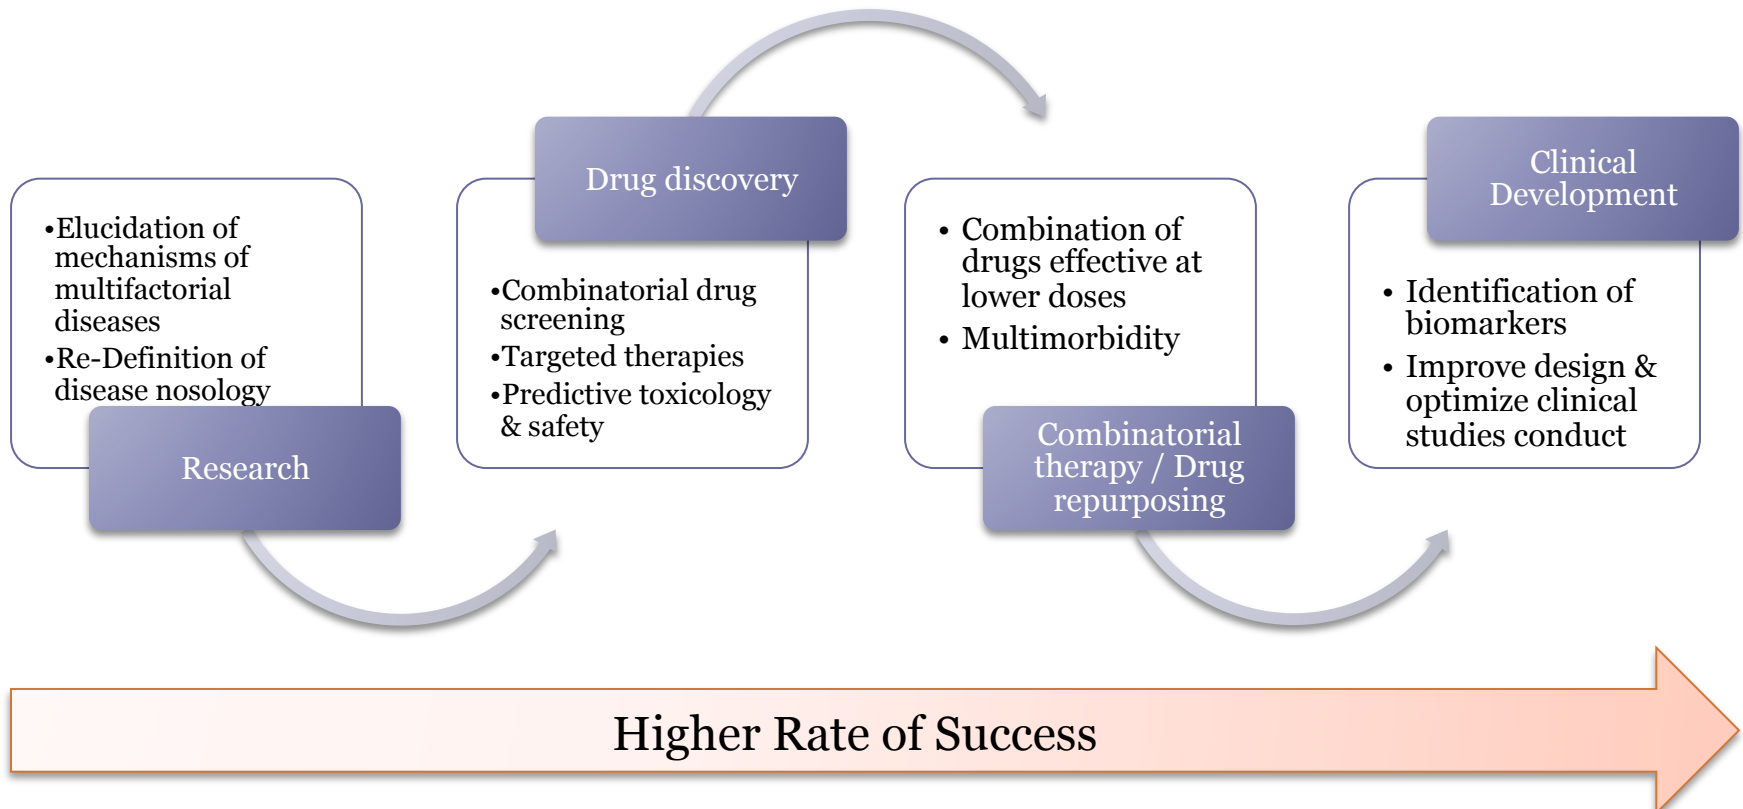 •Elucidation of
mechanisms of
multifactorial
diseases
•Re-Definition of
disease nosology
Research
Drug discovery
•Combinatorial drug
screening
•Targeted therapies
•Predictive toxicology
& safety
• Combination of
drugs effective at
lower doses
• Multimorbidity
Combinatorial
therapy / Drug
repurposing
Clinical
Development
• Identification of
biomarkers
• Improve design &
optimize clinical
studies conduct
Higher Rate of Success